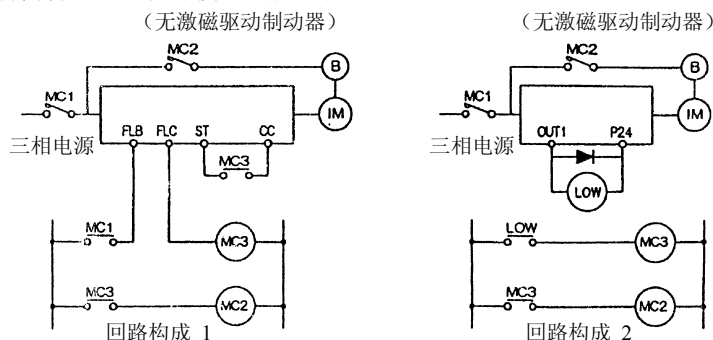 （无激磁驱动制动器）
MC2
B
MC1
IM
三相电源
FLB FLC ST CC
MC3
MC1
MC3
MC3
MC2
回路构成 1
（无激磁驱动制动器）
MC2
B
MC1
IM
三相电源
OUT1 P24
LOW
LOW
MC3
MC3
MC2
回路构成 2